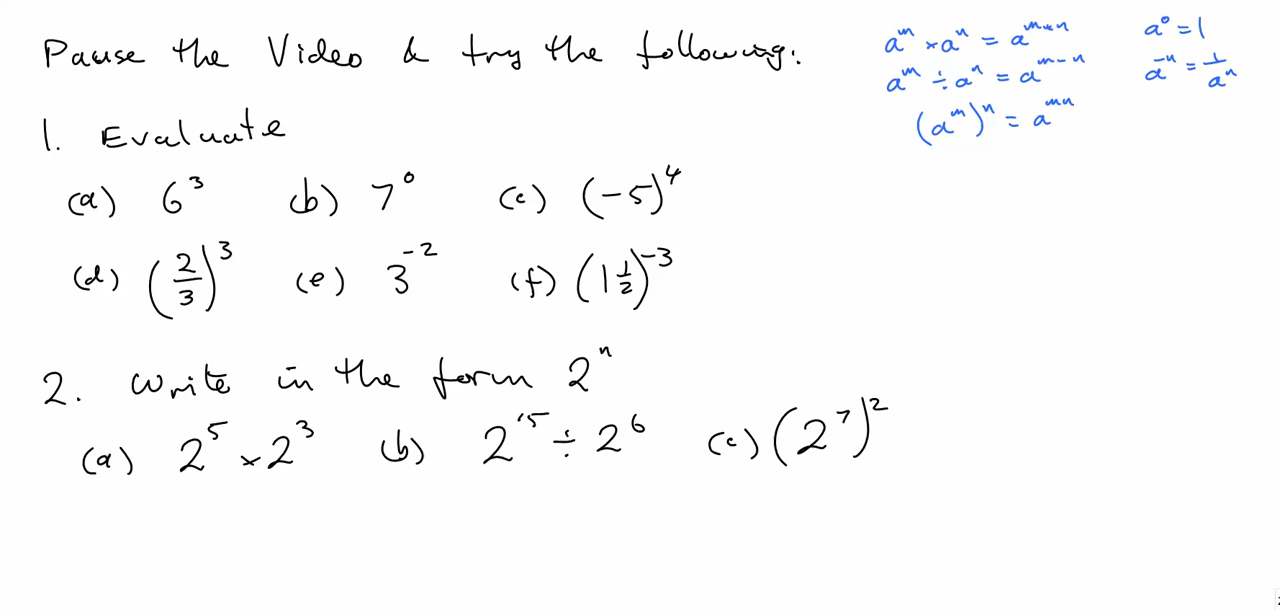 Pause the Video & try the following:
aᵐ × aⁿ = aᵐ⁺ⁿ
a⁰ = 1
aᵐ ÷ aⁿ = aᵐ⁻ⁿ
a⁻ⁿ = 1/aⁿ
(aᵐ)ⁿ = aᵐⁿ
1. Evaluate
(a) 6³ (b) 7⁰ (c) (-5)⁴
(d) (2/3)³ (e) 3⁻² (f) (1 1/2)⁻³
2. Write in the form 2ⁿ
(a) 2⁵ × 2³ (b) 2¹⁵ ÷ 2⁶ (c) (2⁷)²